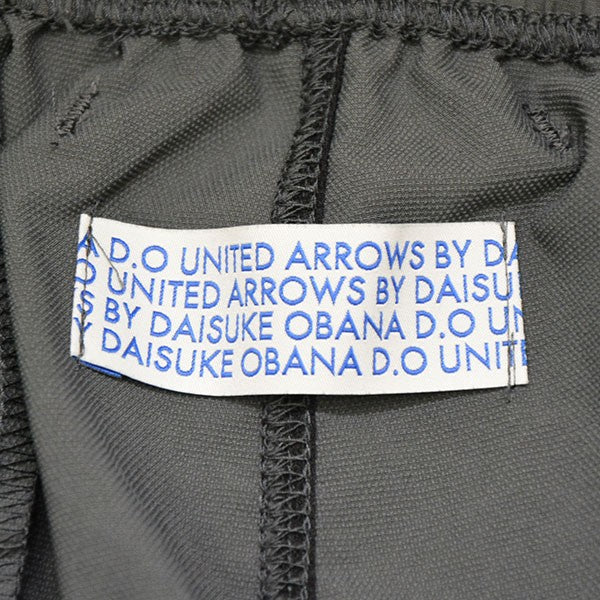 A D.O UNITED ARROWS BY DA
O UNITED ARROWS BY DAISU
S BY DAISUKE OBANA D.O UN
Y DAISUKE OBANA D.O UNITE